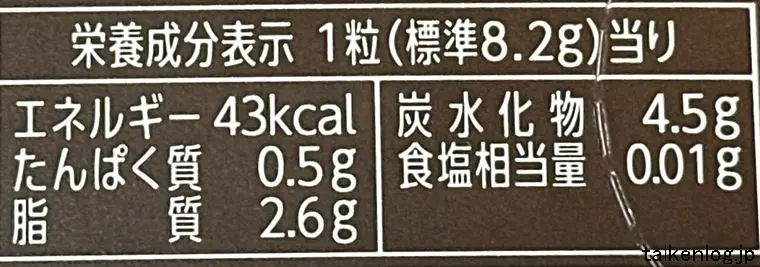 栄養成分表示 1粒(標準8.2g)当り
エネルギー 43kcal
たんぱく質 0.5g
脂質 2.6g
炭水化物 4.5g
食塩相当量 0.01g
taikenlog.jp